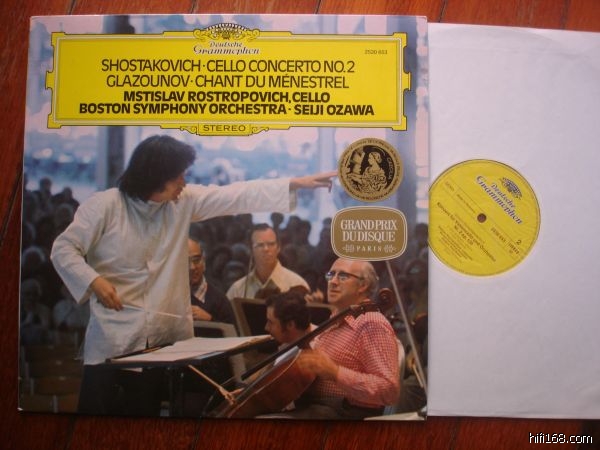 Deutsche
Grammophon
2530 653
SHOSTAKOVICH · CELLO CONCERTO NO. 2
GLAZOUNOV · CHANT DU MÉNESTREL
MSTISLAV ROSTROPOVICH, CELLO
BOSTON SYMPHONY ORCHESTRA · SEIJI OZAWA
STEREO
GRAND PRIX
DU DISQUE
PARIS
Deutsche
Grammophon
2
hifi168.com